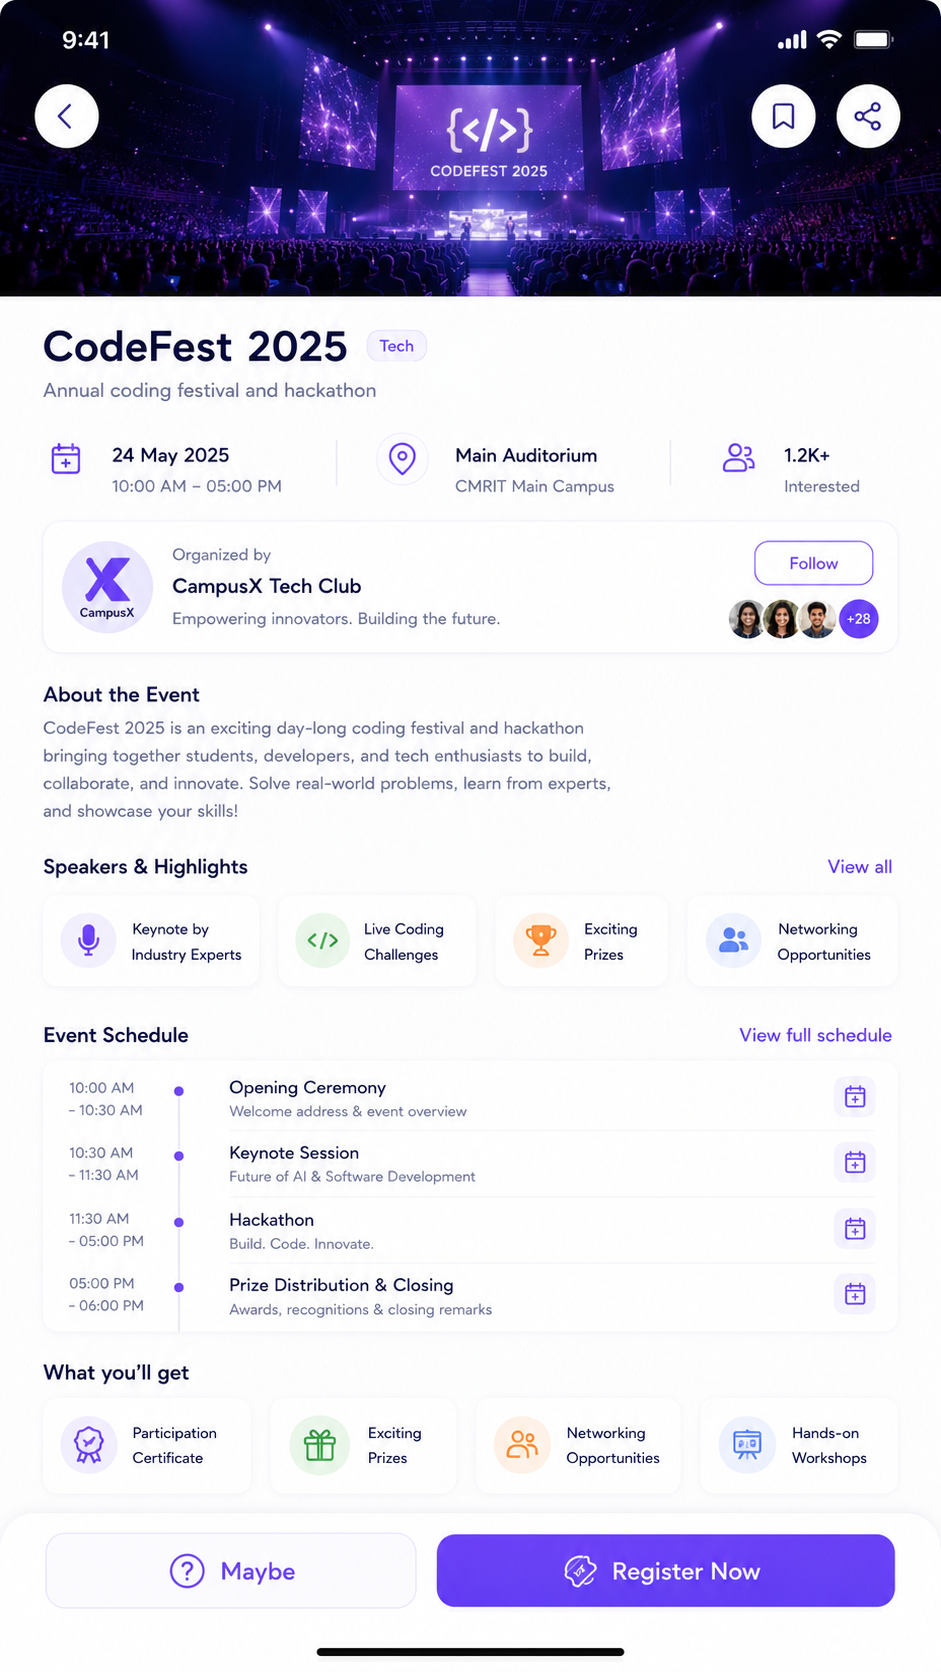 9:41
{</>}
CODEFEST 2025
CodeFest 2025
Tech
Annual coding festival and hackathon
24 May 2025
10:00 AM – 05:00 PM
Main Auditorium
CMRIT Main Campus
1.2K+
Interested
X
CampusX
Organized by
CampusX Tech Club
Empowering innovators. Building the future.
Follow
+28
About the Event
CodeFest 2025 is an exciting day-long coding festival and hackathon
bringing together students, developers, and tech enthusiasts to build,
collaborate, and innovate. Solve real-world problems, learn from experts,
and showcase your skills!
Speakers & Highlights
View all
Keynote by
Industry Experts
</>
Live Coding
Challenges
Exciting
Prizes
Networking
Opportunities
Event Schedule
View full schedule
10:00 AM
– 10:30 AM
Opening Ceremony
Welcome address & event overview
10:30 AM
– 11:30 AM
Keynote Session
Future of AI & Software Development
11:30 AM
– 05:00 PM
Hackathon
Build. Code. Innovate.
05:00 PM
– 06:00 PM
Prize Distribution & Closing
Awards, recognitions & closing remarks
What you'll get
Participation
Certificate
Exciting
Prizes
Networking
Opportunities
Hands-on
Workshops
? Maybe
Register Now